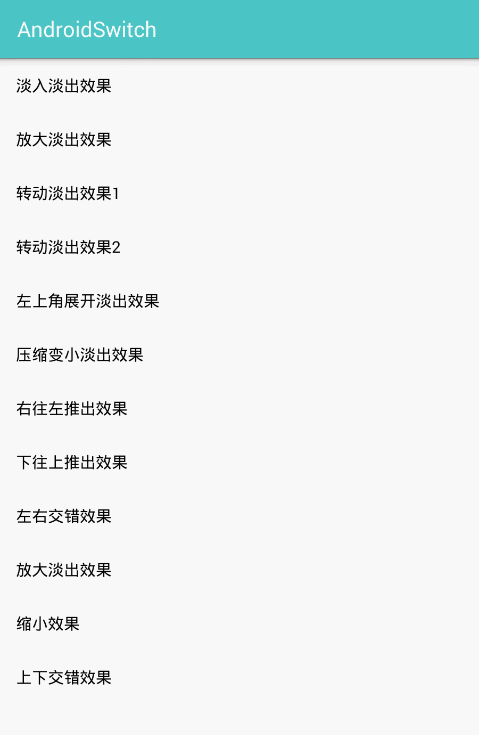 AndroidSwitch
淡入淡出效果
放大淡出效果
转动淡出效果1
转动淡出效果2
左上角展开淡出效果
压缩变小淡出效果
右往左推出效果
下往上推出效果
左右交错效果
放大淡出效果
缩小效果
上下交错效果